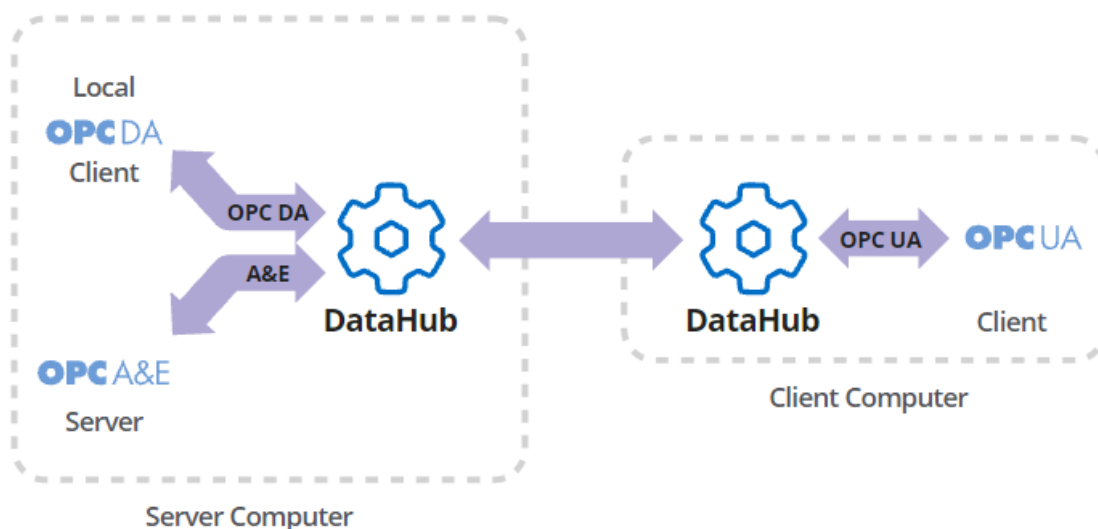 Local
OPC DA
Client
OPC DA
A&E
DataHub
OPC A&E
Server
Server Computer
DataHub
OPC UA
OPC UA
Client
Client Computer